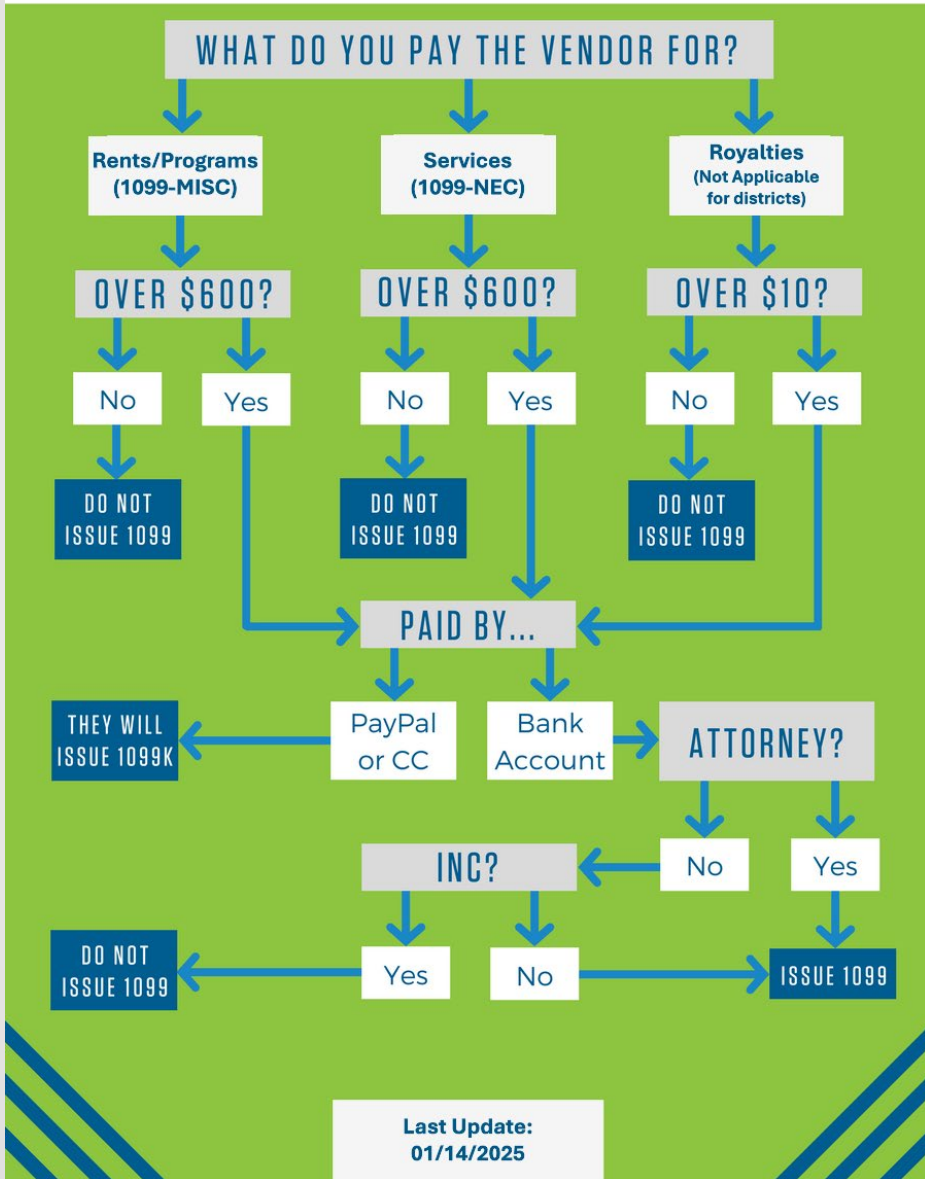 WHAT DO YOU PAY THE VENDOR FOR?
Rents/Programs
(1099-MISC)
Services
(1099-NEC)
Royalties
(Not Applicable
for districts)
OVER $600?
OVER $600?
OVER $10?
No
Yes
No
Yes
No
Yes
DO NOT
ISSUE 1099
DO NOT
ISSUE 1099
DO NOT
ISSUE 1099
PAID BY...
THEY WILL
ISSUE 1099K
PayPal
or CC
Bank
Account
ATTORNEY?
INC?
No
Yes
DO NOT
ISSUE 1099
Yes
No
ISSUE 1099
Last Update:
01/14/2025